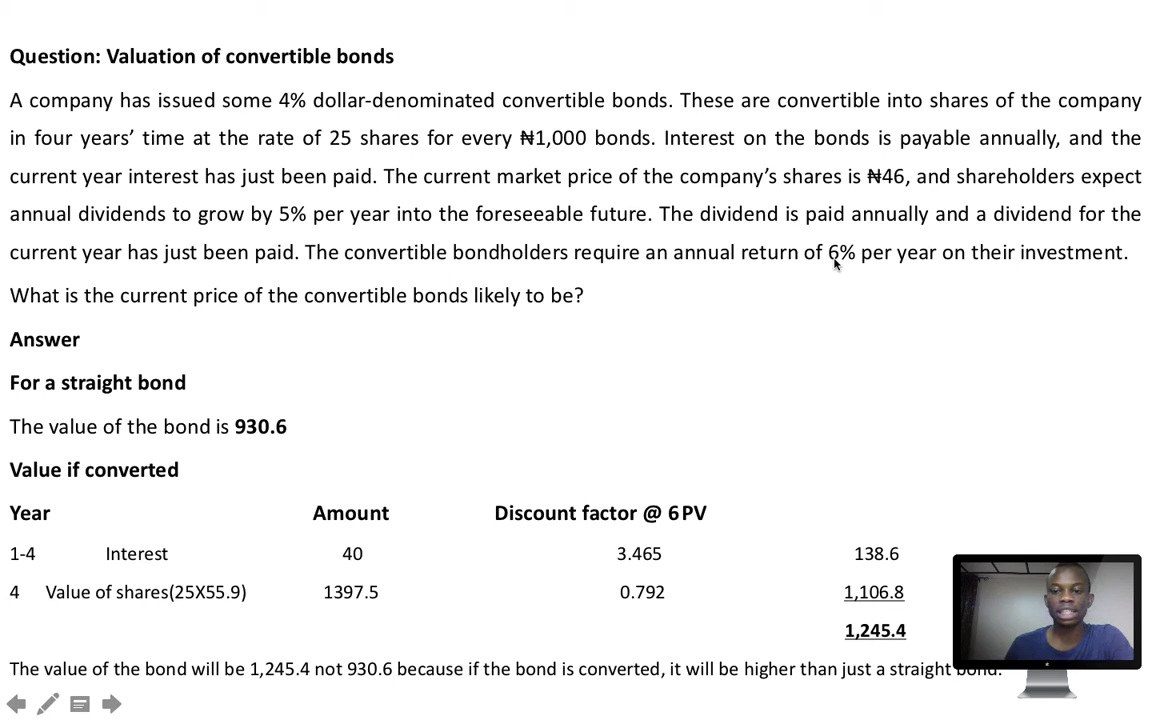 Question: Valuation of convertible bonds
A company has issued some 4% dollar-denominated convertible bonds. These are convertible into shares of the company
in four years’ time at the rate of 25 shares for every ₦1,000 bonds. Interest on the bonds is payable annually, and the
current year interest has just been paid. The current market price of the company’s shares is ₦46, and shareholders expect
annual dividends to grow by 5% per year into the foreseeable future. The dividend is paid annually and a dividend for the
current year has just been paid. The convertible bondholders require an annual return of 6% per year on their investment.
What is the current price of the convertible bonds likely to be?
Answer
For a straight bond
The value of the bond is 930.6
Value if converted
Year Amount Discount factor @ 6 PV
1-4 Interest 40 3.465 138.6
4 Value of shares(25X55.9) 1397.5 0.792 1,106.8
1,245.4
The value of the bond will be 1,245.4 not 930.6 because if the bond is converted, it will be higher than just a straight bond.